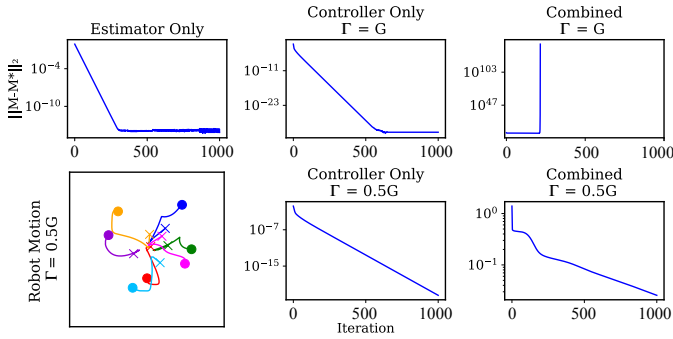 Estimator Only
Controller Only
Γ = G
Combined
Γ = G
||M-M*||₂
10⁻⁴
10⁻¹⁰
0
500
1000
10⁻¹¹
10⁻²³
0
500
1000
10¹⁰³
10⁴⁷
0
500
1000
Robot Motion
Γ = 0.5G
Controller Only
Γ = 0.5G
Combined
Γ = 0.5G
10⁻⁷
10⁻¹⁵
0
500
1000
Iteration
10⁰
10⁻¹
0
500
1000